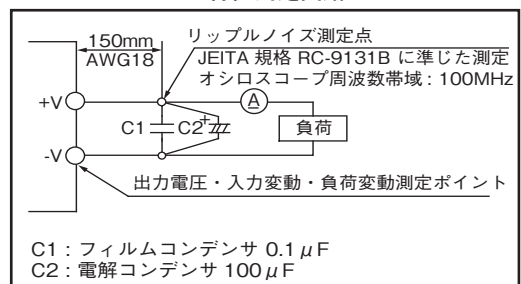 150mm
AWG18
リップルノイズ測定点
JEITA 規格 RC-9131B に準じた測定
オシロスコープ周波数帯域 : 100MHz
+V
A
C1
C2
+
負荷
-V
出力電圧・入力変動・負荷変動測定ポイント
C1 : フィルムコンデンサ 0.1μF
C2 : 電解コンデンサ 100μF